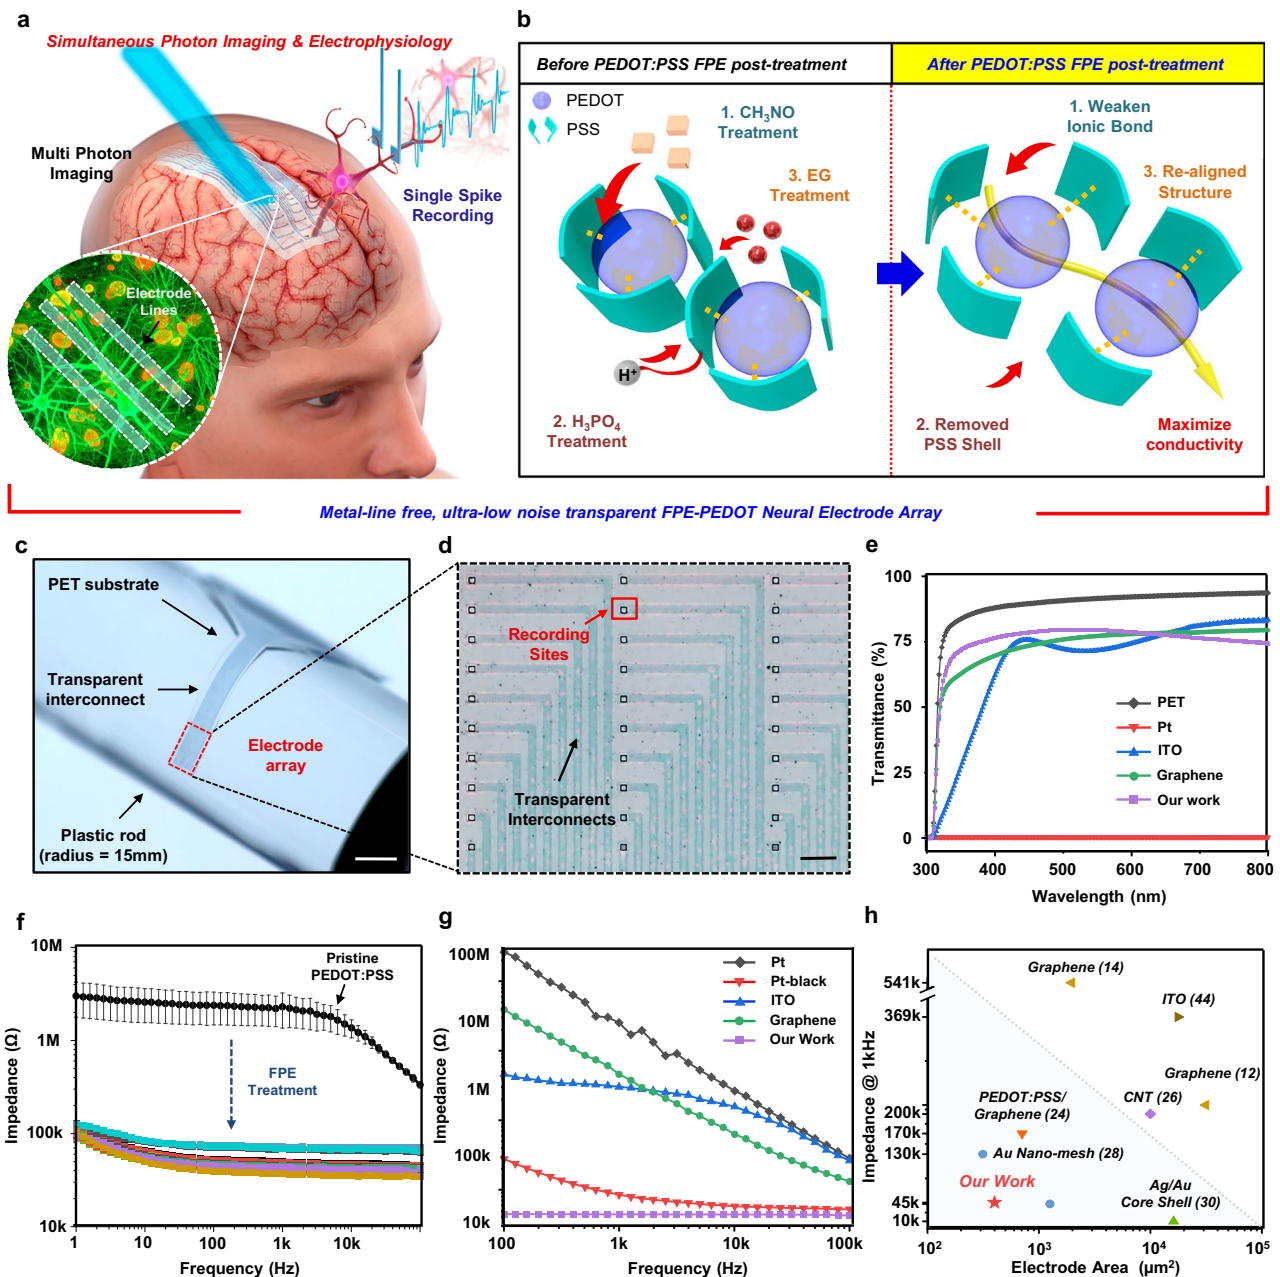 a
Simultaneous Photon Imaging & Electrophysiology
Multi Photon
Imaging
Single Spike
Recording
Electrode
Lines
b
Before PEDOT:PSS FPE post-treatment
After PEDOT:PSS FPE post-treatment
PEDOT
PSS
1. CH₃NO
Treatment
3. EG
Treatment
H⁺
2. H₃PO₄
Treatment
1. Weaken
Ionic Bond
3. Re-aligned
Structure
2. Removed
PSS Shell
Maximize
conductivity
Metal-line free, ultra-low noise transparent FPE-PEDOT Neural Electrode Array
c
PET substrate
Transparent
interconnect
Electrode
array
Plastic rod
(radius = 15mm)
d
Recording
Sites
Transparent
Interconnects
e
Transmittance (%)
100
75
50
25
0
PET
Pt
ITO
Graphene
Our work
300 400 500 600 700 800
Wavelength (nm)
f
Impedance (Ω)
10M
1M
100k
10k
Pristine
PEDOT:PSS
FPE
Treatment
1 10 100 1k 10k
Frequency (Hz)
g
Impedance (Ω)
100M
10M
1M
100k
10k
Pt
Pt-black
ITO
Graphene
Our Work
100 1k 10k 100k
Frequency (Hz)
h
Impedance @ 1kHz
541k
369k
200k
170k
130k
45k
10k
Graphene (14)
ITO (44)
Graphene (12)
CNT (26)
PEDOT:PSS/
Graphene (24)
Au Nano-mesh (28)
Our Work
Ag/Au
Core Shell (30)
10² 10³ 10⁴ 10⁵
Electrode Area (μm²)